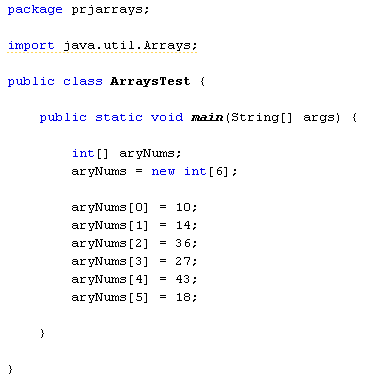 package prjarrays;
import java.util.Arrays;
public class ArraysTest {
public static void main(String[] args) {
int[] aryNums;
aryNums = new int[6];
aryNums[0] = 10;
aryNums[1] = 14;
aryNums[2] = 36;
aryNums[3] = 27;
aryNums[4] = 43;
aryNums[5] = 18;
}
}